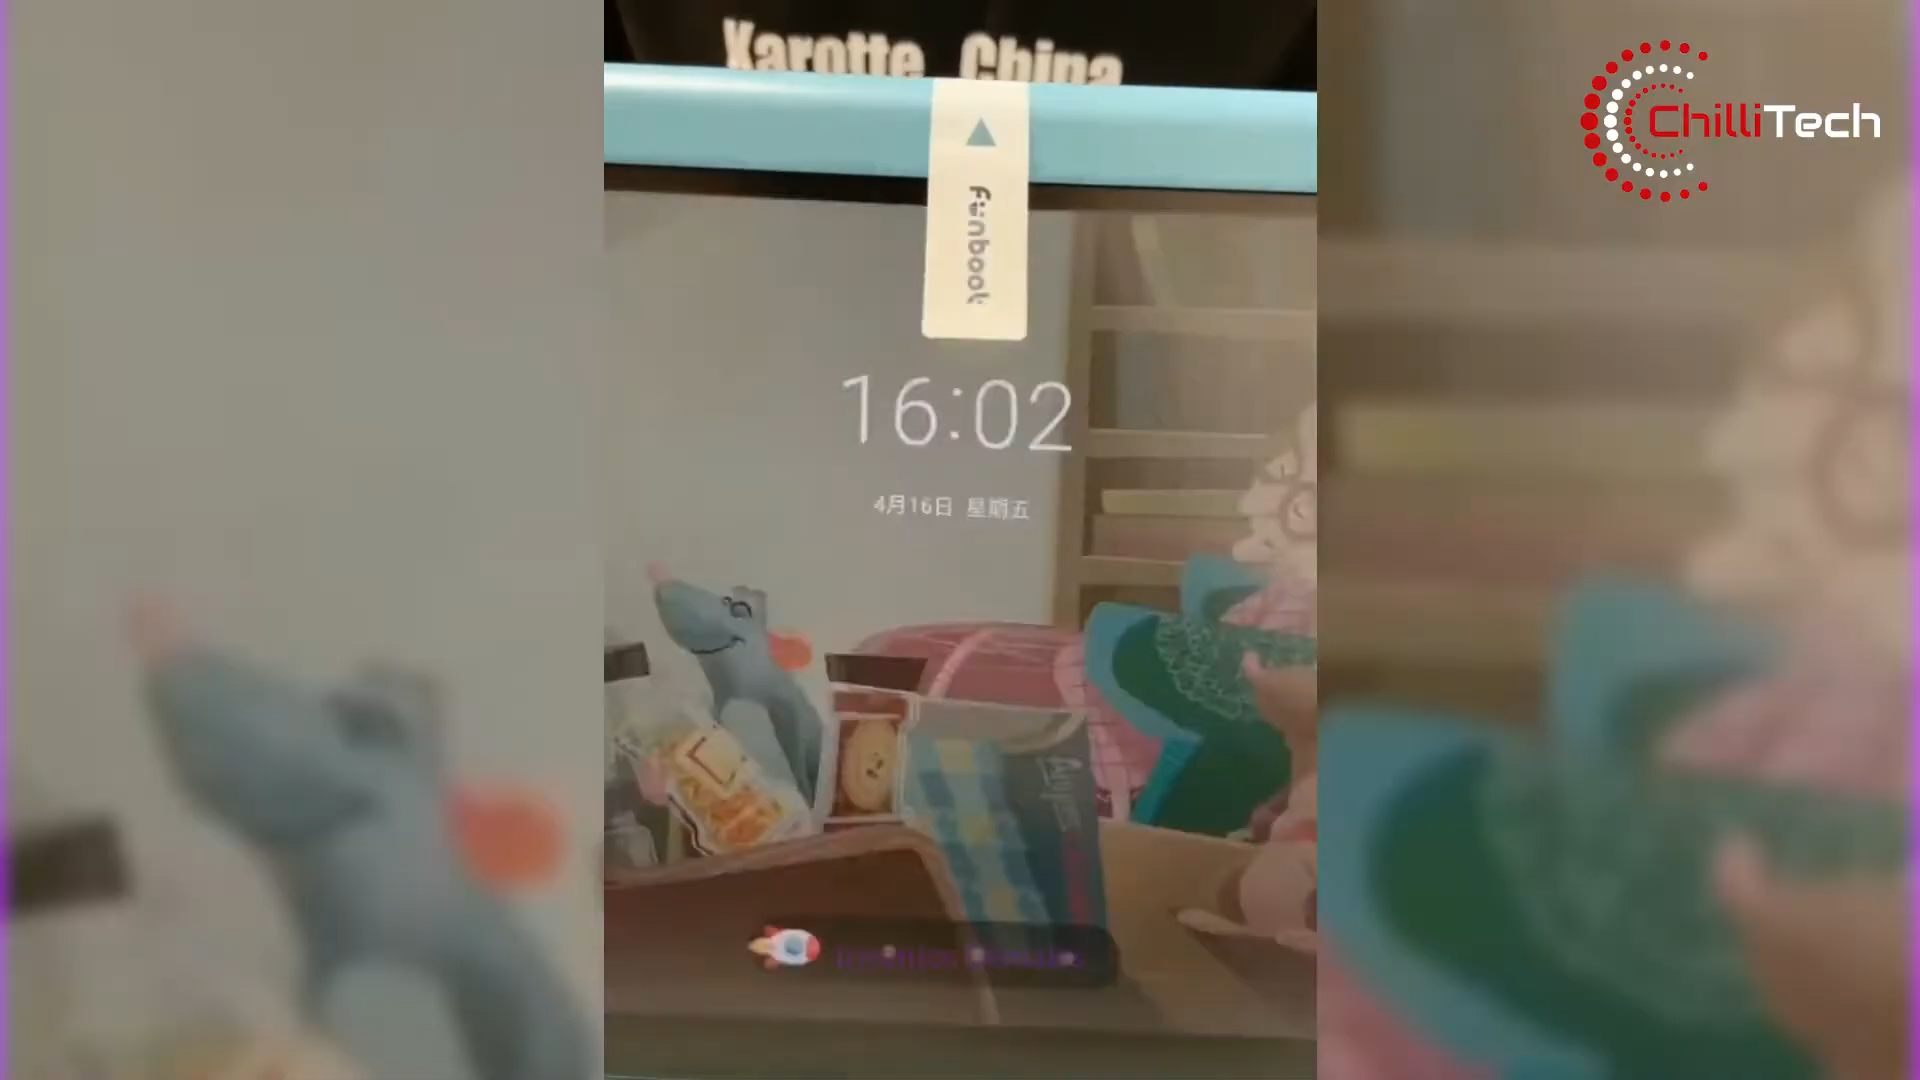 Xarotte China
ChilliTech
funbook
16:02
4月16日 星期五